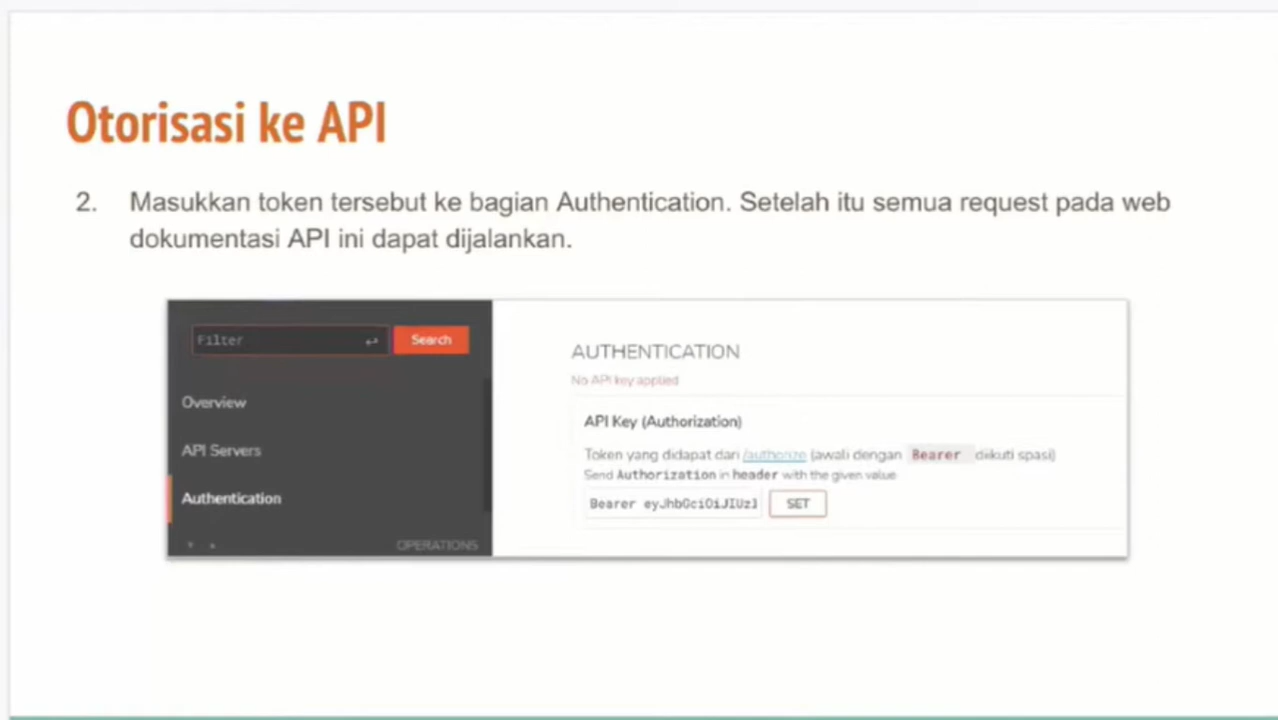 Otorisasi ke API
2. Masukkan token tersebut ke bagian Authentication. Setelah itu semua request pada web
dokumentasi API ini dapat dijalankan.
Filter
Search
Overview
API Servers
Authentication
OPERATIONS
AUTHENTICATION
No API key applied
API Key (Authorization)
Token yang didapat dari /authorize (awali dengan Bearer diikuti spasi)
Send Authorization in header with the given value
Bearer eyJhbGciOiJIUzI
SET